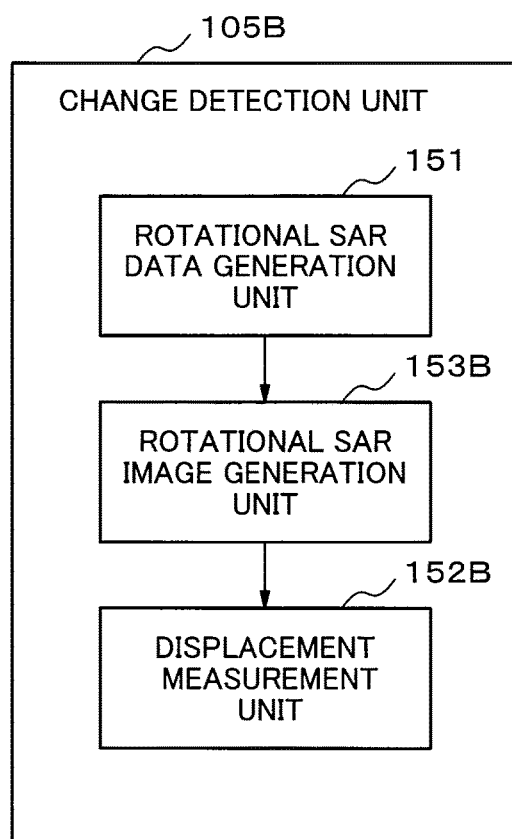 105B
CHANGE DETECTION UNIT
151
ROTATIONAL SAR
DATA GENERATION
UNIT
153B
ROTATIONAL SAR
IMAGE GENERATION
UNIT
152B
DISPLACEMENT
MEASUREMENT
UNIT